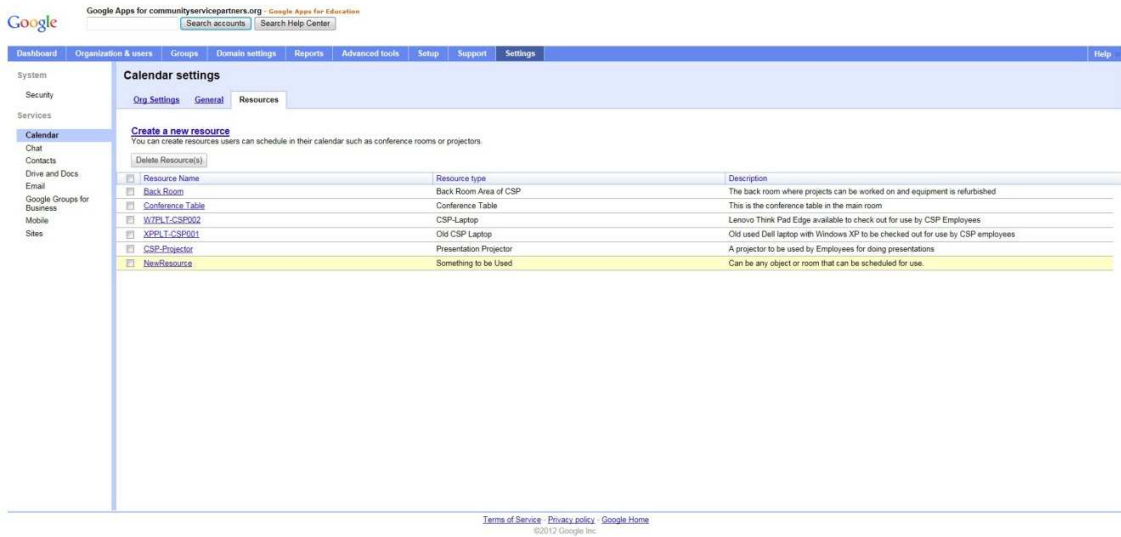 Google
Google Apps for communityservicepartners.org - Google Apps for Education
Search accounts Search Help Center
Dashboard Organization & users Groups Domain settings Reports Advanced tools Setup Support Settings Help
System
Security
Services
Calendar
Chat
Contacts
Drive and Docs
Email
Google Groups for
Business
Mobile
Sites
Calendar settings
Org Settings General Resources
Create a new resource
You can create resources users can schedule in their calendar such as conference rooms or projectors
Delete Resource(s)
Resource Name Resource type Description
Back Room Back Room Area of CSP The back room where projects can be worked on and equipment is refurbished
Conference Table Conference Table This is the conference table in the main room
W7PLT-CSP002 CSP-Laptop Lenovo Think Pad Edge available to check out for use by CSP Employees
XPPLT-CSP001 Old CSP Laptop Old used Dell laptop with Windows XP to be checked out for use by CSP employees
CSP-Projector Presentation Projector A projector to be used by Employees for doing presentations
NewResource Something to be Used Can be any object or room that can be scheduled for use.
Terms of Service - Privacy policy - Google Home
©2012 Google Inc.